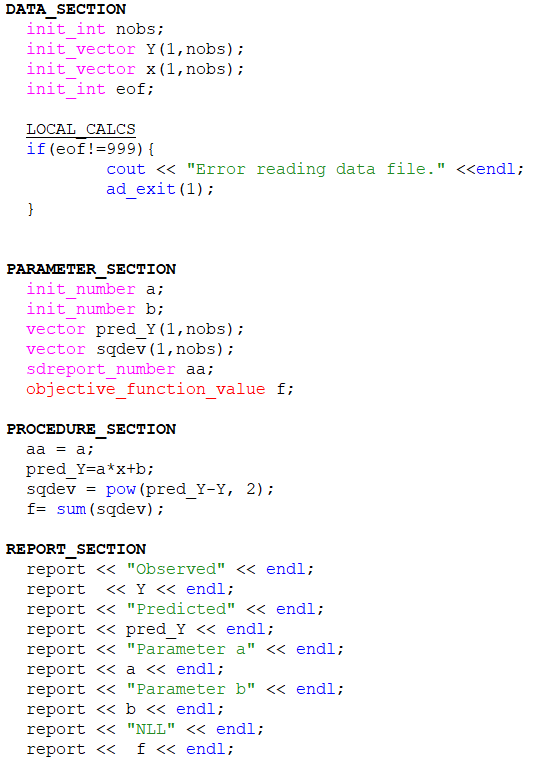 DATA_SECTION
  init_int nobs;
  init_vector Y(1,nobs);
  init_vector x(1,nobs);
  init_int eof;

  LOCAL_CALCS
  if(eof!=999){
          cout << "Error reading data file." <<endl;
          ad_exit(1);
  }


PARAMETER_SECTION
  init_number a;
  init_number b;
  vector pred_Y(1,nobs);
  vector sqdev(1,nobs);
  sdreport_number aa;
  objective_function_value f;

PROCEDURE_SECTION
  aa = a;
  pred_Y=a*x+b;
  sqdev = pow(pred_Y-Y, 2);
  f= sum(sqdev);

REPORT_SECTION
  report << "Observed" << endl;
  report  << Y << endl;
  report << "Predicted" << endl;
  report << pred_Y << endl;
  report << "Parameter a" << endl;
  report << a << endl;
  report << "Parameter b" << endl;
  report << b << endl;
  report << "NLL" << endl;
  report <<  f << endl;